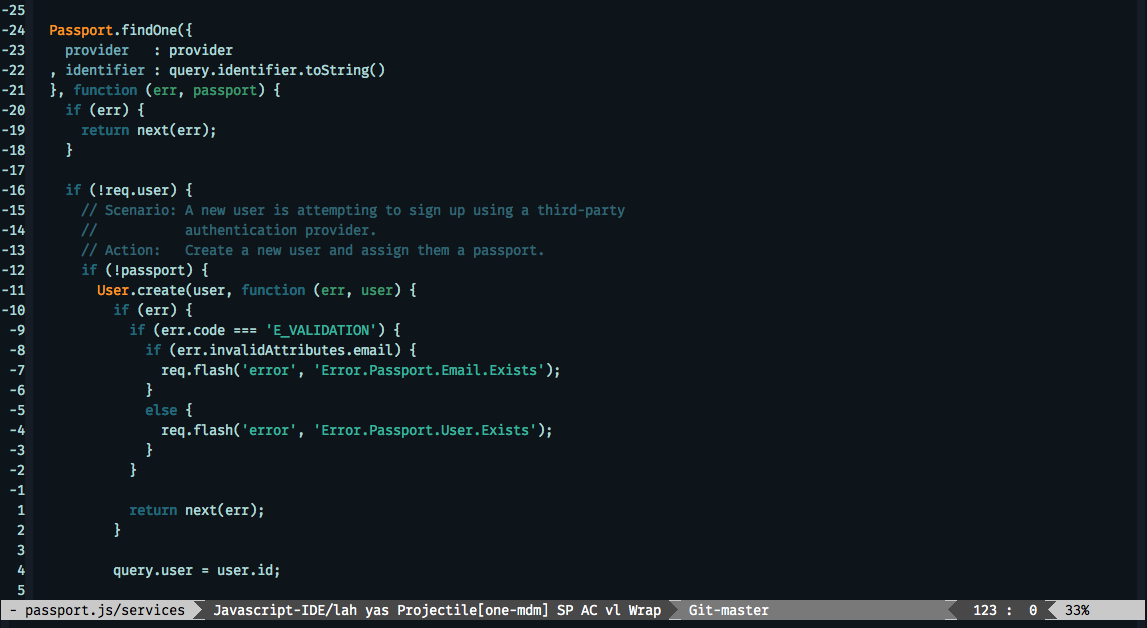 -25
-24   Passport.findOne({
-23     provider   : provider
-22   , identifier : query.identifier.toString()
-21   }, function (err, passport) {
-20     if (err) {
-19       return next(err);
-18     }
-17
-16     if (!req.user) {
-15       // Scenario: A new user is attempting to sign up using a third-party
-14       //           authentication provider.
-13       // Action:   Create a new user and assign them a passport.
-12       if (!passport) {
-11         User.create(user, function (err, user) {
-10           if (err) {
-9             if (err.code === 'E_VALIDATION') {
-8               if (err.invalidAttributes.email) {
-7                 req.flash('error', 'Error.Passport.Email.Exists');
-6               }
-5               else {
-4                 req.flash('error', 'Error.Passport.User.Exists');
-3               }
-2             }
-1
1             return next(err);
2           }
3
4           query.user = user.id;
5
- passport.js/services Javascript-IDE/lah yas Projectile[one-mdm] SP AC vl Wrap Git-master 123 : 0 33%